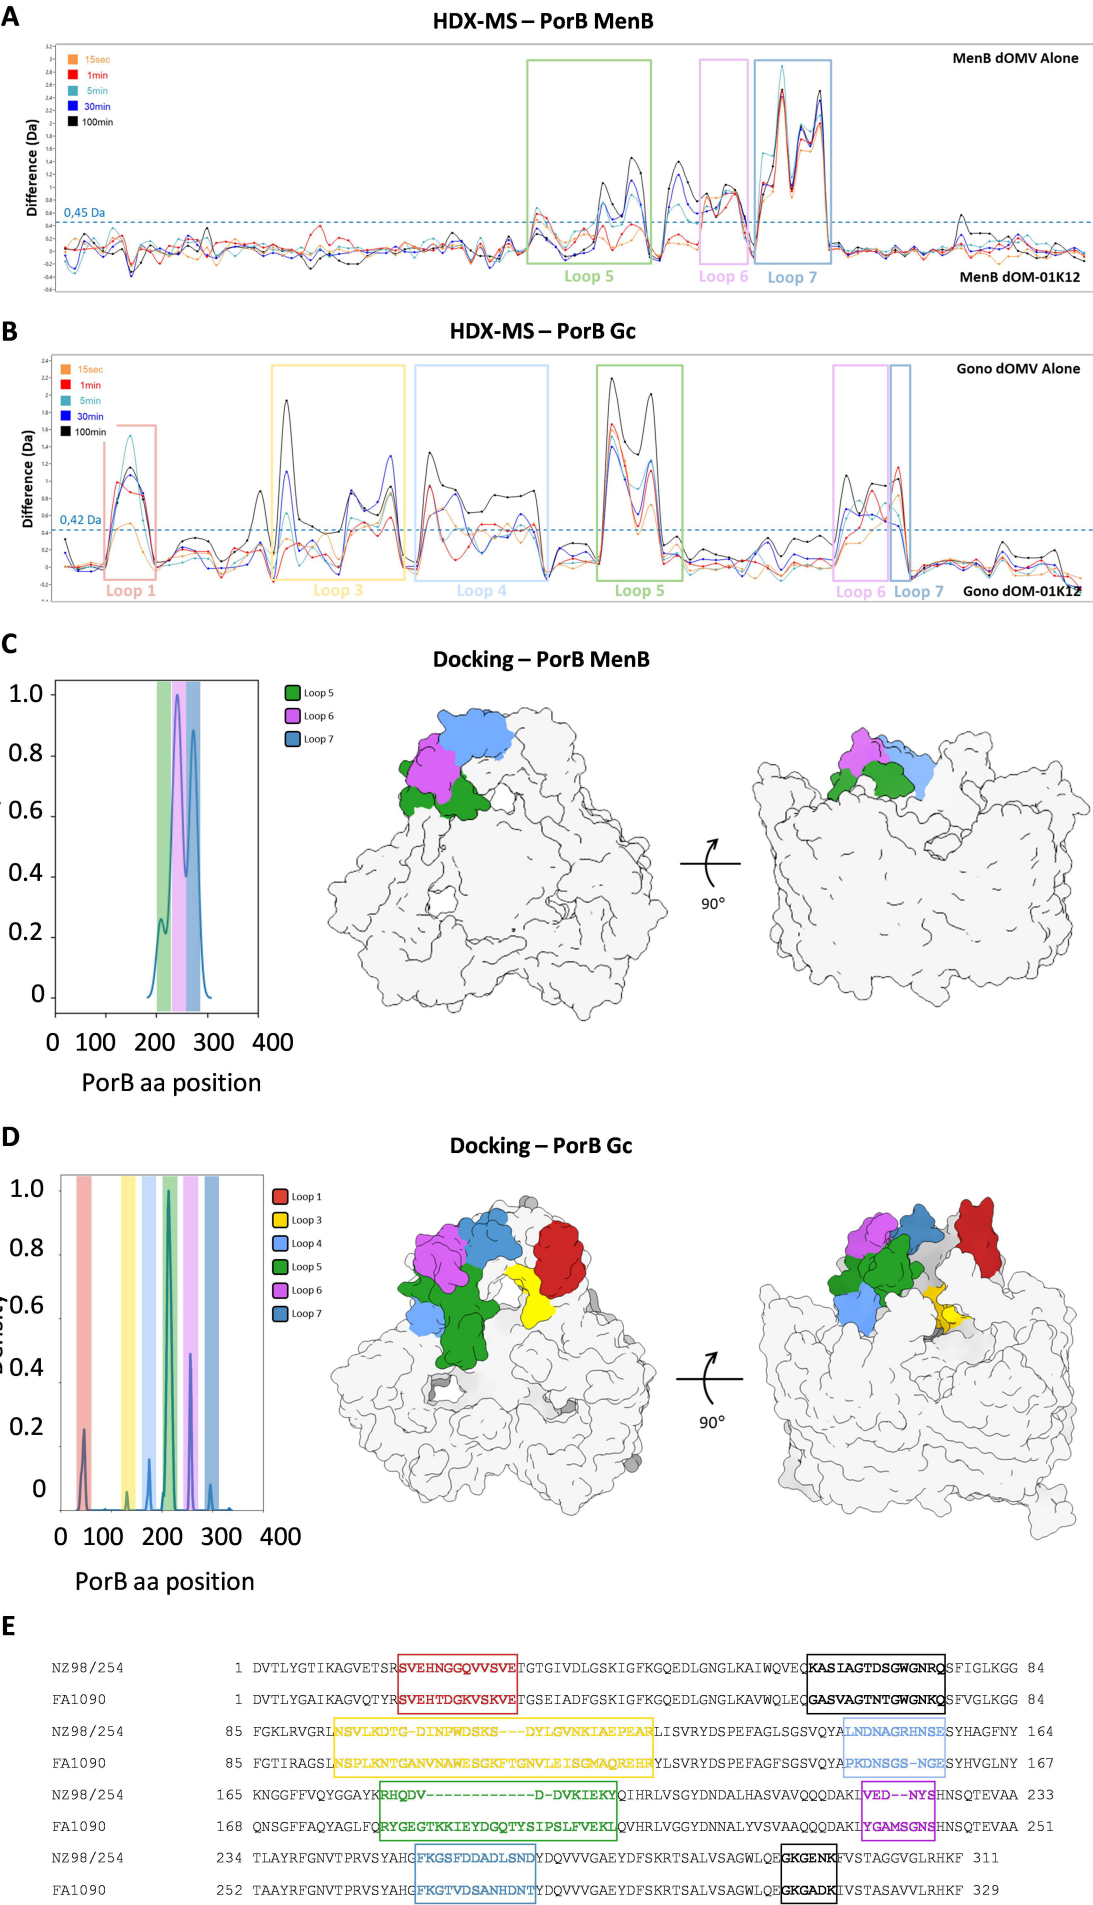 A
HDX-MS – PorB MenB
MenB dOMV Alone
15sec
1min
5min
30min
100min
Difference (Da)
0,45 Da
Loop 5
Loop 6
Loop 7
MenB dOM-01K12
B
HDX-MS – PorB Gc
Gono dOMV Alone
15sec
1min
5min
30min
100min
Difference (Da)
0,42 Da
Loop 1
Loop 3
Loop 4
Loop 5
Loop 6
Loop 7
Gono dOM-01K12
C
Docking – PorB MenB
1.0
0.8
0.6
0.4
0.2
0
0 100 200 300 400
PorB aa position
Loop 5
Loop 6
Loop 7
90°
D
Docking – PorB Gc
1.0
0.8
0.6
0.4
0.2
0
0 100 200 300 400
PorB aa position
Loop 1
Loop 3
Loop 4
Loop 5
Loop 6
Loop 7
90°
E
NZ98/254 1 DVTLYGTIKAGVETSRSVEHNGGQVVSVETGTGIVDLGSKIGFKGQEDLGNGLKAIWQVEQKASIAGTDSGWGNRQSFIGLKGG 84
FA1090 1 DVTLYGAIKAGVQTYRSVEHTDGKVSKVETGSEIADFGSKIGFKGQEDLGNGLKAVWQLEQGASVAGTNTGWGNKQSFVGLKGG 84
NZ98/254 85 FGKLRVGRLNSVLKDTG-DINPWDSKS---DYLGVNKIAEPEARLISVRYDSPEFAGLSGSVQYALNDNAGRHNSESYHAGFNY 164
FA1090 85 FGTIRAGSLNSPLKNTGANVNAWESGKFTGNVLEISGMAQREHRYLSVRYDSPEFAGFSGSVQYAPKDNSGS-NGESYHVGLNY 167
NZ98/254 165 KNGGFFVQYGGAYKRHQDV------------D-DVKIEKYQIHRLVSGYDNDALHASVAVQQQDAKLVED--NYSHNSQTEVAA 233
FA1090 168 QNSGFFAQYAGLFQRYGEGTKKIEYDGQTYSIPSLFVEKLQVHRLVGGYDNNALYVSVAAQQQDAKLYGAMSGNSHNSQTEVAA 251
NZ98/254 234 TLAYRFGNVTPRVSYAHGFKGSFDDADLSNDYDQVVVGAEYDFSKRTSALVSAGWLQEGKGENKFVSTAGGVGLRHKF 311
FA1090 252 TAAYRFGNVTPRVSYAHGFKGTVDSANHDNTYDQVVVGAEYDFSKRTSALVSAGWLQEGKGADKIVSTASAVVLRHKF 329